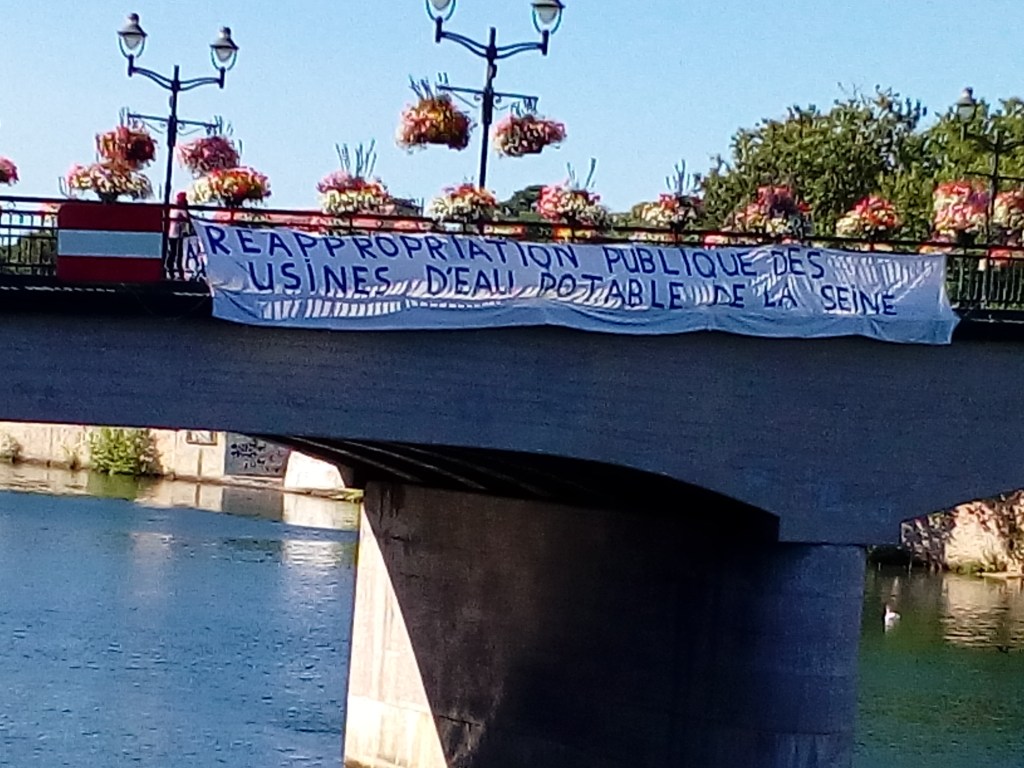 REAPPROPRIATION PUBLIQUE DES
USINES D'EAU POTABLE DE LA SEINE